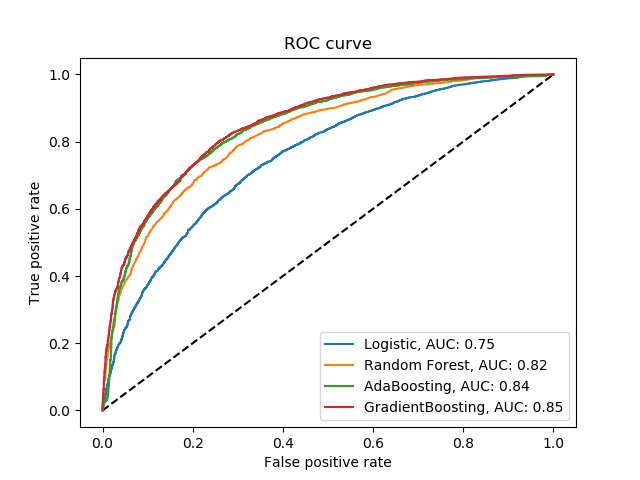 ROC curve
True positive rate
1.0
0.8
0.6
0.4
0.2
0.0
Logistic, AUC: 0.75
Random Forest, AUC: 0.82
AdaBoosting, AUC: 0.84
GradientBoosting, AUC: 0.85
0.0 0.2 0.4 0.6 0.8 1.0
False positive rate